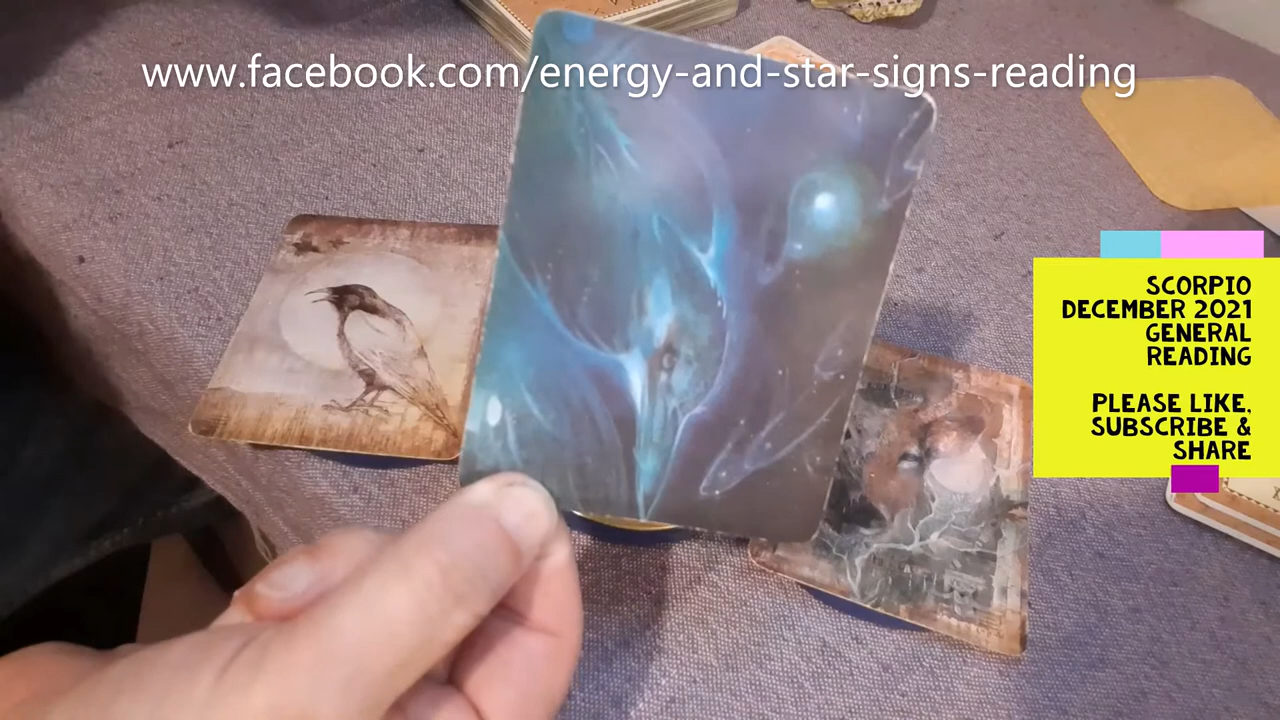 www.facebook.com/energy-and-star-signs-reading
SCORPIO
DECEMBER 2021
GENERAL
READING
PLEASE LIKE,
SUBSCRIBE &
SHARE